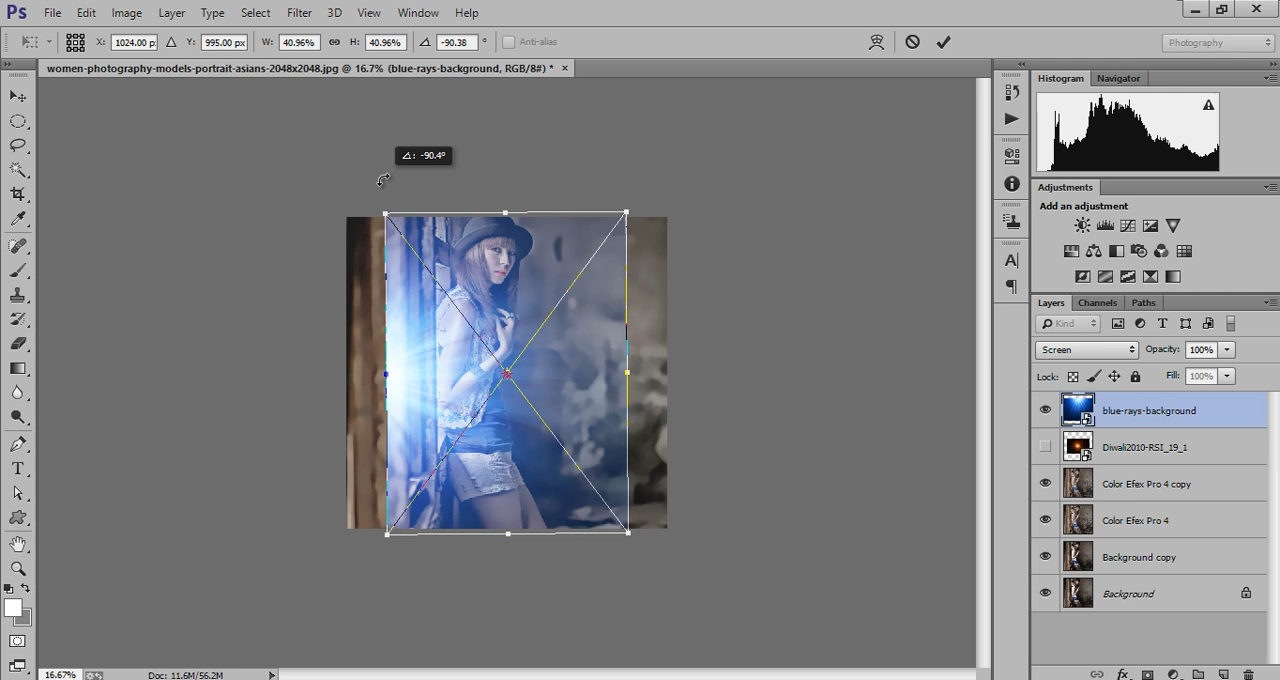 Ps File Edit Image Layer Type Select Filter 3D View Window Help
X: 1024.00 px Y: 995.00 px W: 40.96% H: 40.96% -90.38 ° Anti-alias Photography
women-photography-models-portrait-asians-2048x2048.jpg @ 16.7% (blue-rays-background, RGB/8#) * ×
Histogram Navigator
-90.4°
Adjustments
Add an adjustment
Layers Channels Paths
Kind
Screen Opacity: 100%
Lock: Fill: 100%
blue-rays-background
Diwali2010-RSI_19_1
Color Efex Pro 4 copy
Color Efex Pro 4
Background copy
Background
16.67% Doc: 11.6M/56.2M